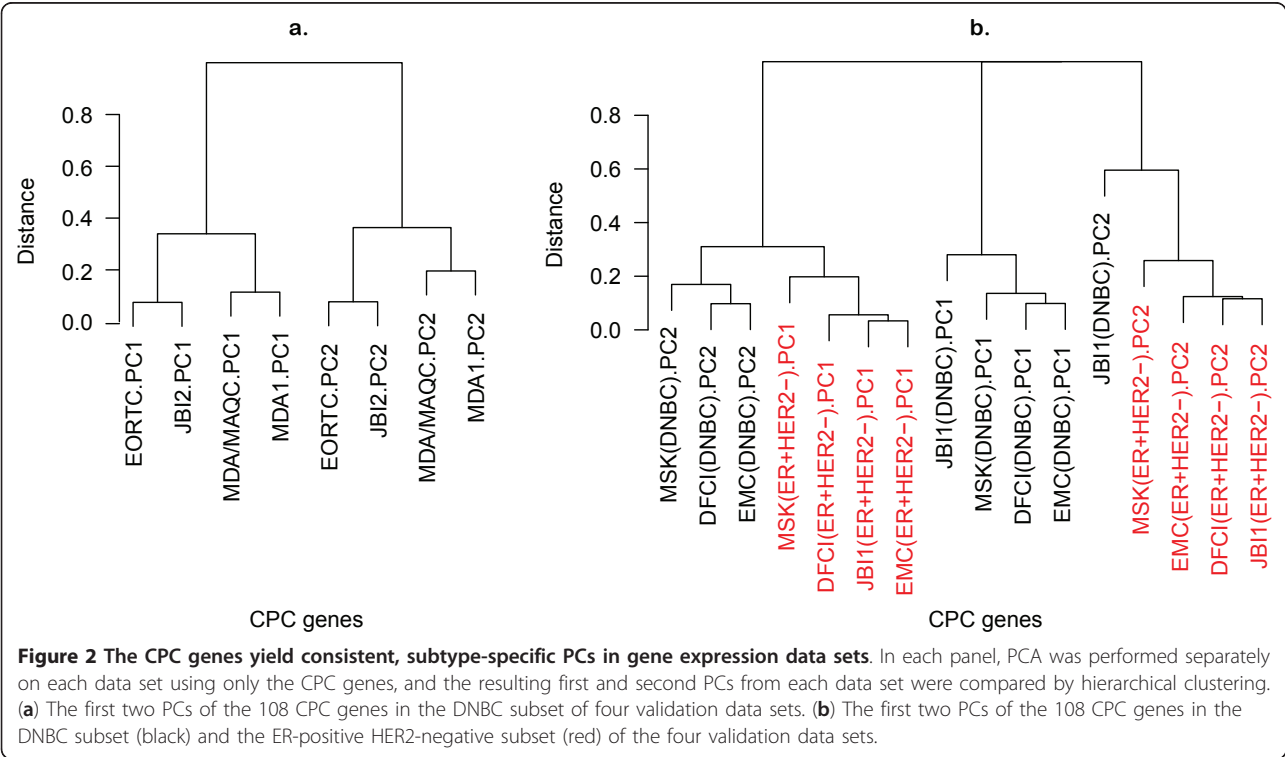 a.
Distance
0.8
0.6
0.4
0.2
0.0
EORTC.PC1
JBI2.PC1
MDA/MAQC.PC1
MDA1.PC1
EORTC.PC2
JBI2.PC2
MDA/MAQC.PC2
MDA1.PC2
CPC genes
b.
Distance
0.8
0.6
0.4
0.2
0.0
MSK(DNBC).PC2
DFCI(DNBC).PC2
EMC(DNBC).PC2
MSK(ER+HER2−).PC1
DFCI(ER+HER2−).PC1
JBI1(ER+HER2−).PC1
EMC(ER+HER2−).PC1
JBI1(DNBC).PC1
MSK(DNBC).PC1
DFCI(DNBC).PC1
EMC(DNBC).PC1
JBI1(DNBC).PC2
MSK(ER+HER2−).PC2
EMC(ER+HER2−).PC2
DFCI(ER+HER2−).PC2
JBI1(ER+HER2−).PC2
CPC genes
Figure 2 The CPC genes yield consistent, subtype-specific PCs in gene expression data sets. In each panel, PCA was performed separately
on each data set using only the CPC genes, and the resulting first and second PCs from each data set were compared by hierarchical clustering.
(a) The first two PCs of the 108 CPC genes in the DNBC subset of four validation data sets. (b) The first two PCs of the 108 CPC genes in the
DNBC subset (black) and the ER-positive HER2-negative subset (red) of the four validation data sets.